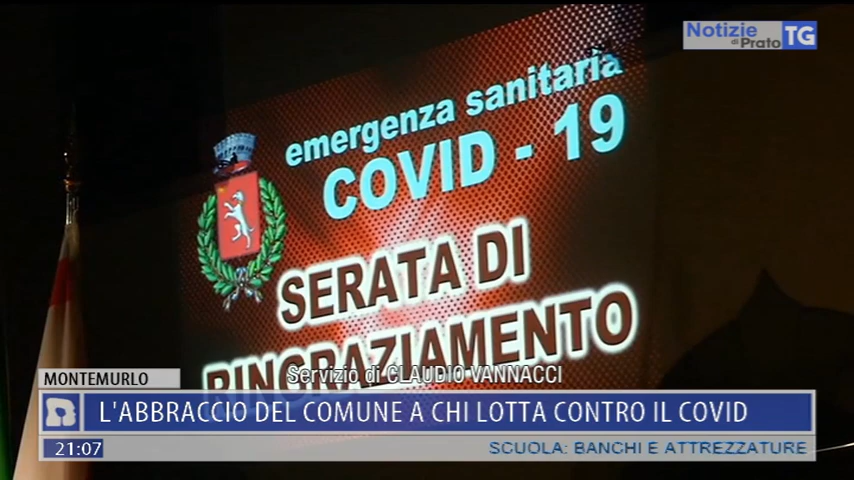 Notizie
di Prato TG
emergenza sanitaria
COVID - 19
SERATA DI
RINGRAZIAMENTO
Servizio di CLAUDIO VANNACCI
MONTEMURLO
L'ABBRACCIO DEL COMUNE A CHI LOTTA CONTRO IL COVID
21:07 SCUOLA: BANCHI E ATTREZZATURE